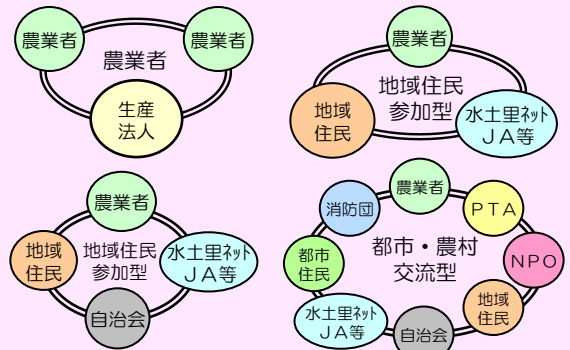 農業者
農業者
農業者
生産
法人
農業者
地域住民
参加型
地域
住民
水土里ネット
ＪＡ等
農業者
地域
住民
地域住民
参加型
水土里ネット
ＪＡ等
自治会
農業者
消防団
ＰＴＡ
都市
住民
都市・農村
交流型
ＮＰＯ
水土里ネット
ＪＡ等
地域
住民
自治会